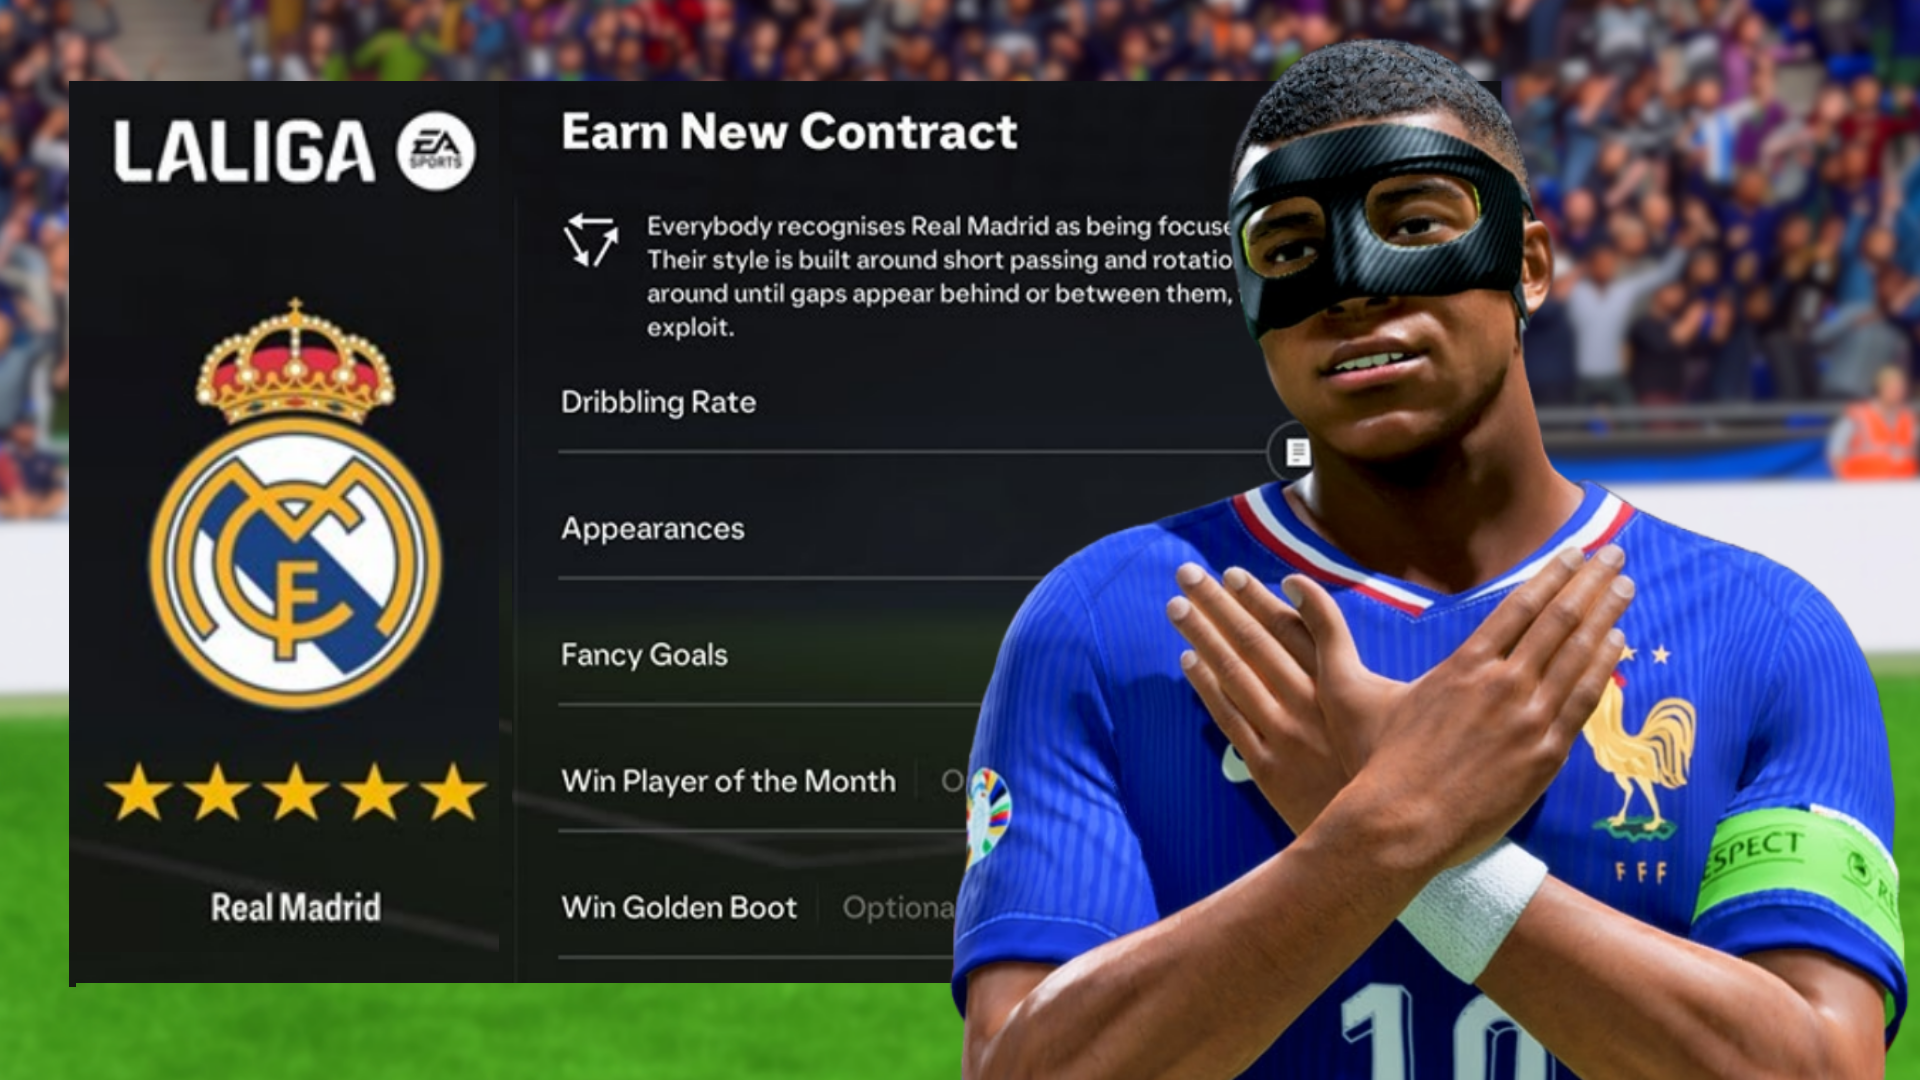 LALIGA
EA
SPORTS
Real Madrid
Earn New Contract
Everybody recognises Real Madrid as being
Their style is built around short passing and
around until gaps appear behind or between them,
exploit.
Dribbling Rate
Appearances
Fancy Goals
Win Player of the Month
Win Golden Boot
FFF
10